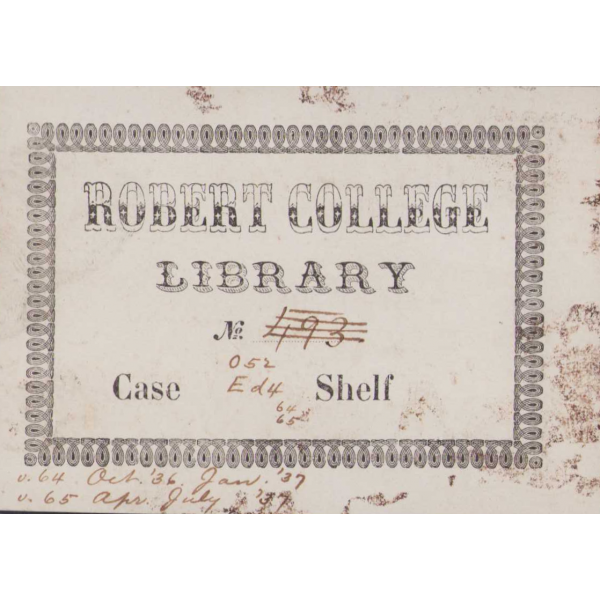 ROBERT COLLEGE
LIBRARY
No 493
052
Case Ed4 Shelf
64
65
v. 64 Oct. '36 Jan. '37
v. 65 Apr. July '37